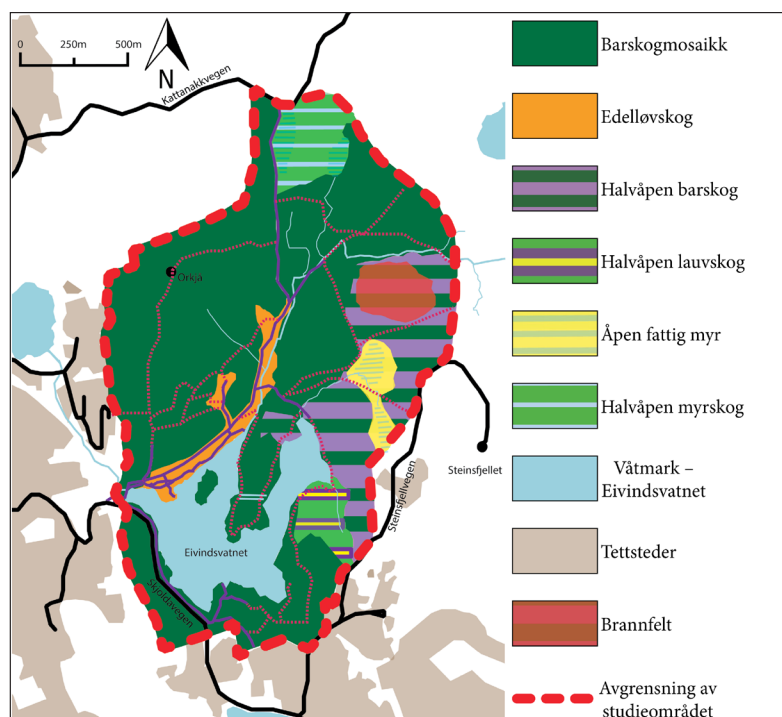 0 250m 500m
N
Kattanakkvegen
Orkja
Steinsfjellet
Steinsfjellvegen
Eivindsvatnet
Skjoldavegen
Barskogmosaikk
Edelløvskog
Halvåpen barskog
Halvåpen lauvskog
Åpen fattig myr
Halvåpen myrskog
Våtmark –
Eivindsvatnet
Tettsteder
Brannfelt
Avgrensning av
studieområdet